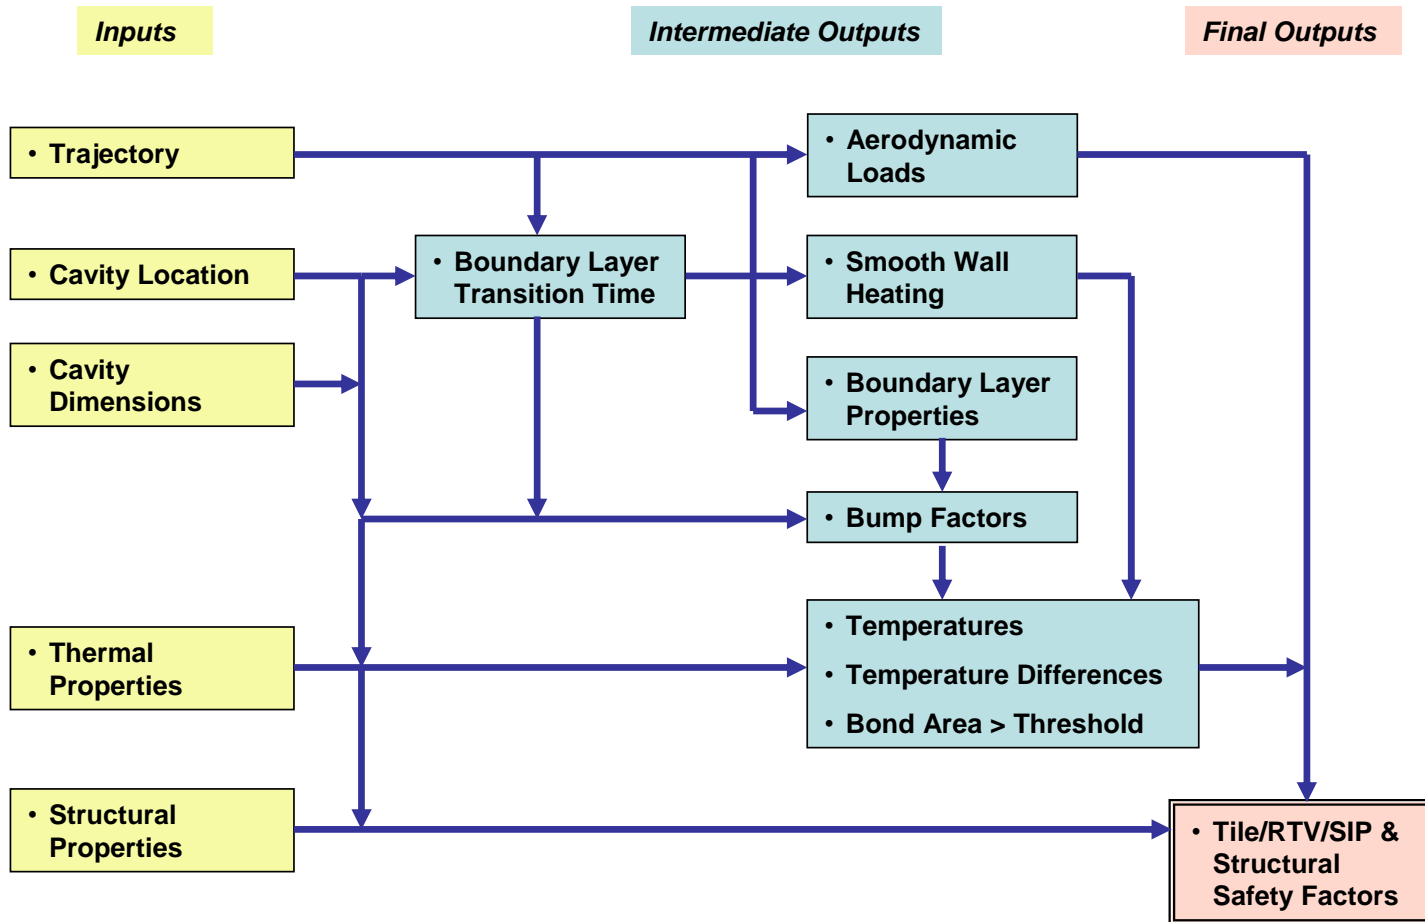 Inputs
Intermediate Outputs
Final Outputs
• Trajectory
• Aerodynamic
Loads
• Cavity Location
• Boundary Layer
Transition Time
• Smooth Wall
Heating
• Cavity
Dimensions
• Boundary Layer
Properties
• Bump Factors
• Thermal
Properties
• Temperatures
• Temperature Differences
• Bond Area > Threshold
• Structural
Properties
• Tile/RTV/SIP &
Structural
Safety Factors